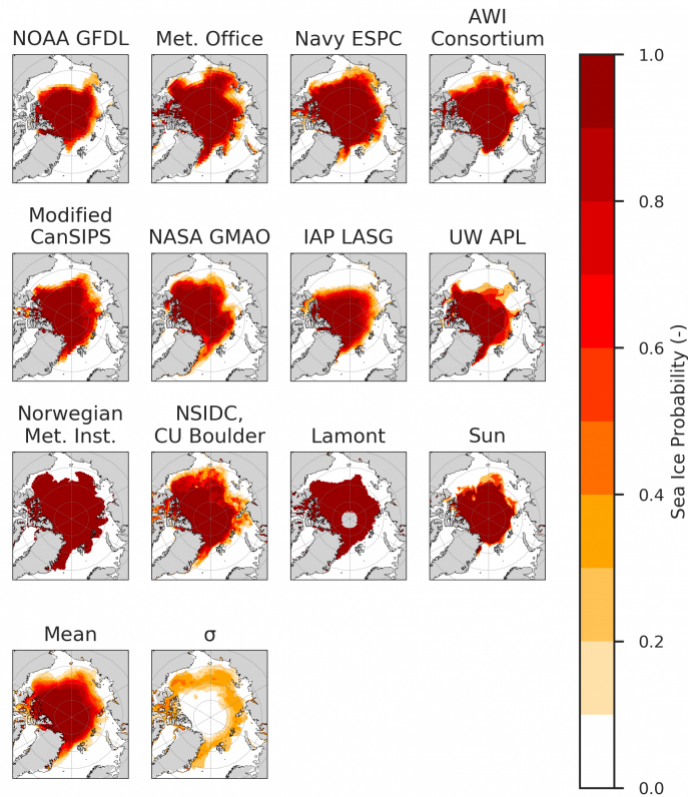 NOAA GFDL
Met. Office
Navy ESPC
AWI
Consortium
Modified
CanSIPS
NASA GMAO
IAP LASG
UW APL
Norwegian
Met. Inst.
NSIDC,
CU Boulder
Lamont
Sun
Mean
σ
1.0
0.8
0.6
0.4
0.2
0.0
Sea Ice Probability (-)